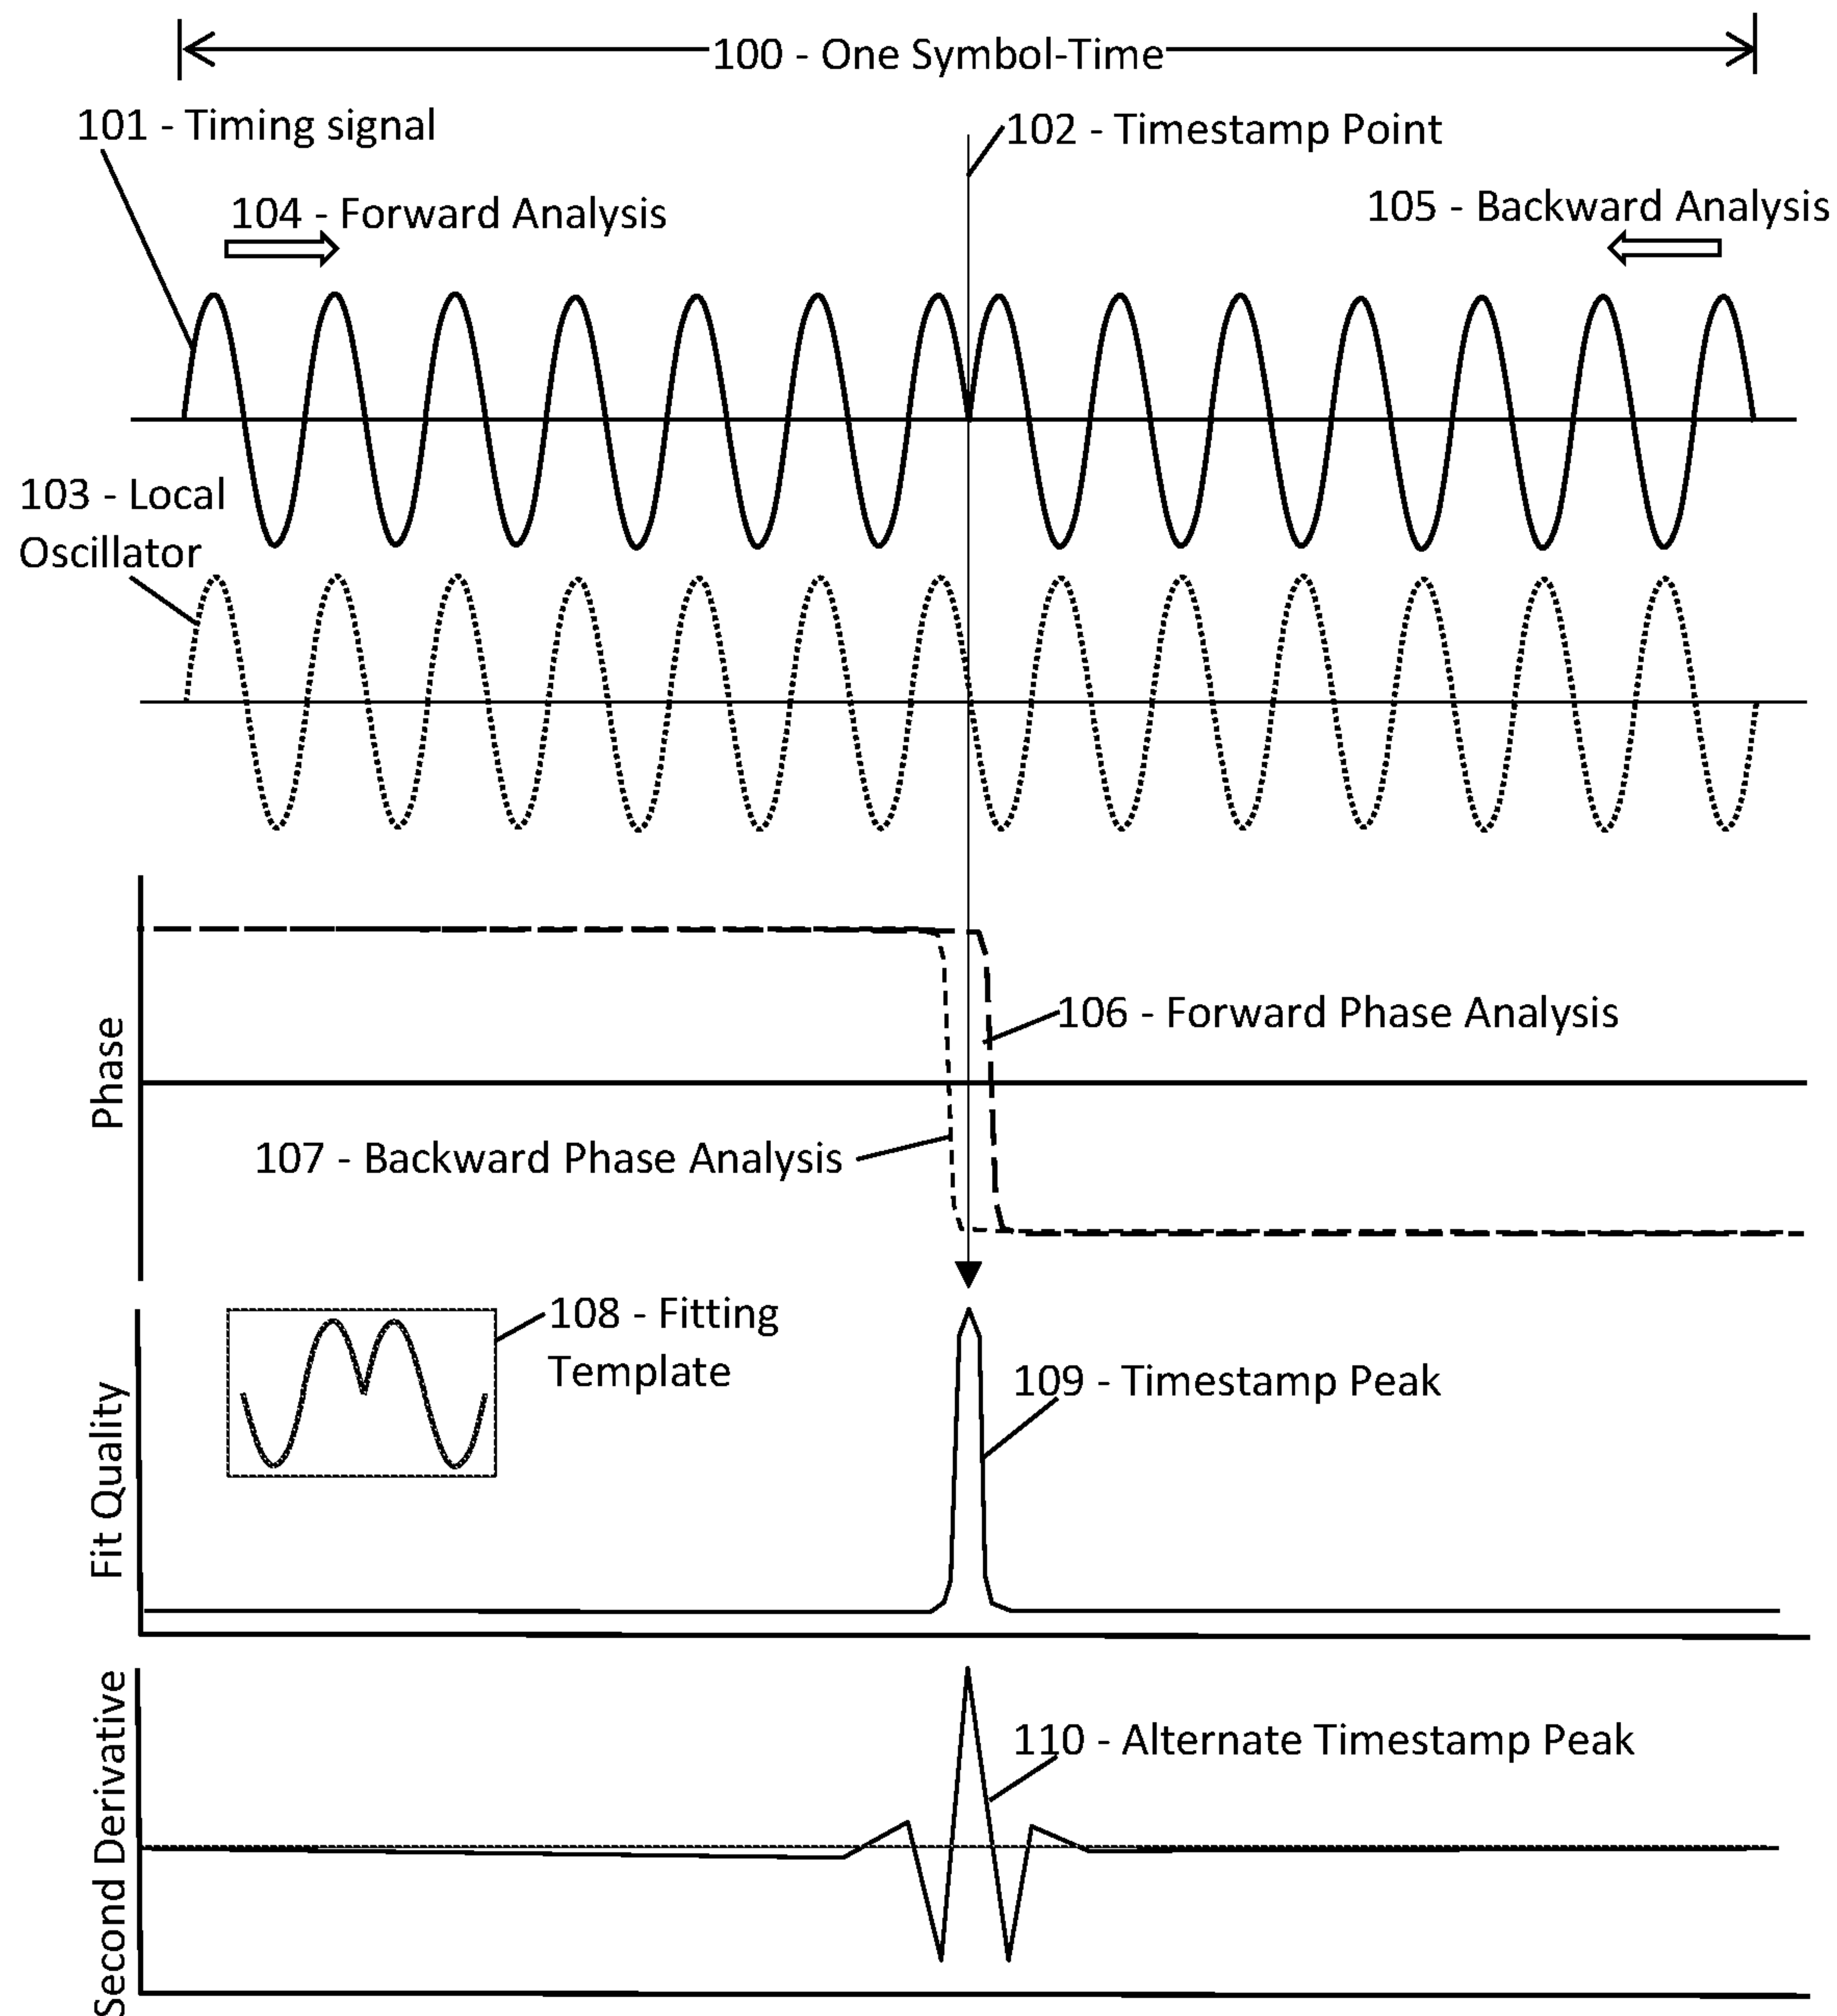 100 - One Symbol-Time
101 - Timing signal
102 - Timestamp Point
104 - Forward Analysis
105 - Backward Analysis
103 - Local
Oscillator
Phase
106 - Forward Phase Analysis
107 - Backward Phase Analysis
Fit Quality
108 - Fitting
Template
109 - Timestamp Peak
Second Derivative
110 - Alternate Timestamp Peak